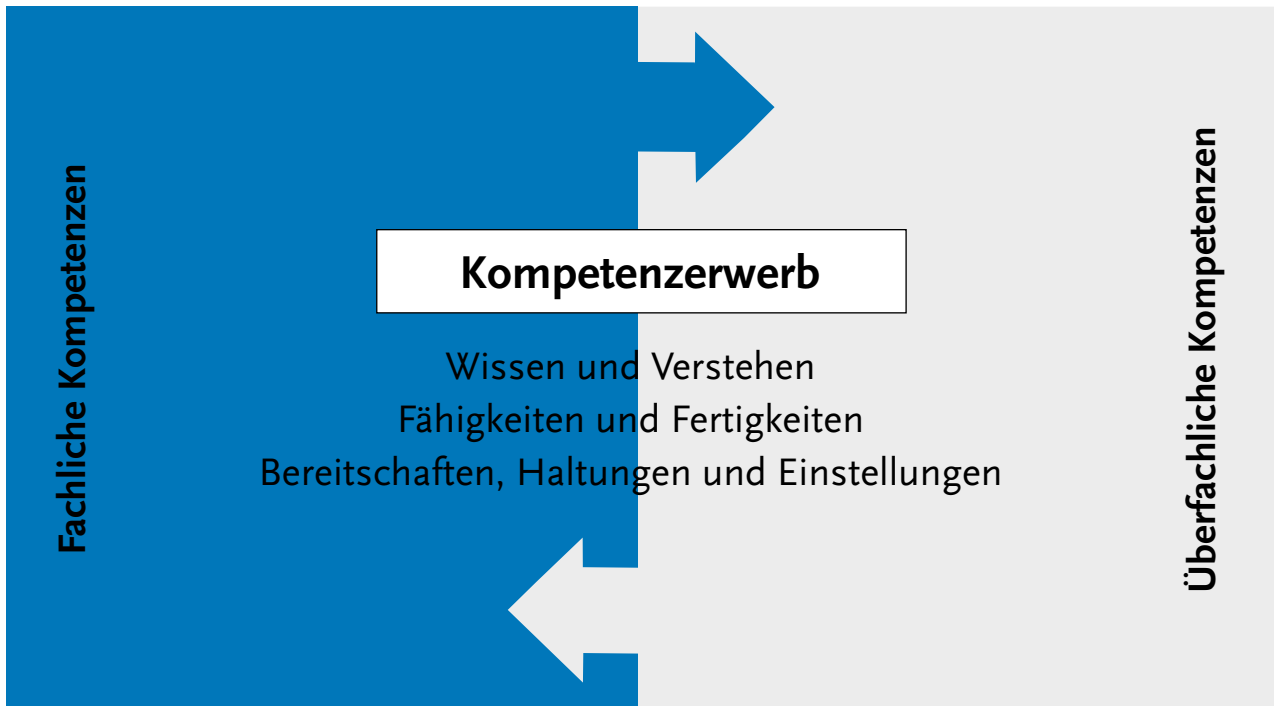 Fachliche Kompetenzen
Kompetenzerwerb
Wissen und Verstehen
Fähigkeiten und Fertigkeiten
Bereitschaften, Haltungen und Einstellungen
Überfachliche Kompetenzen